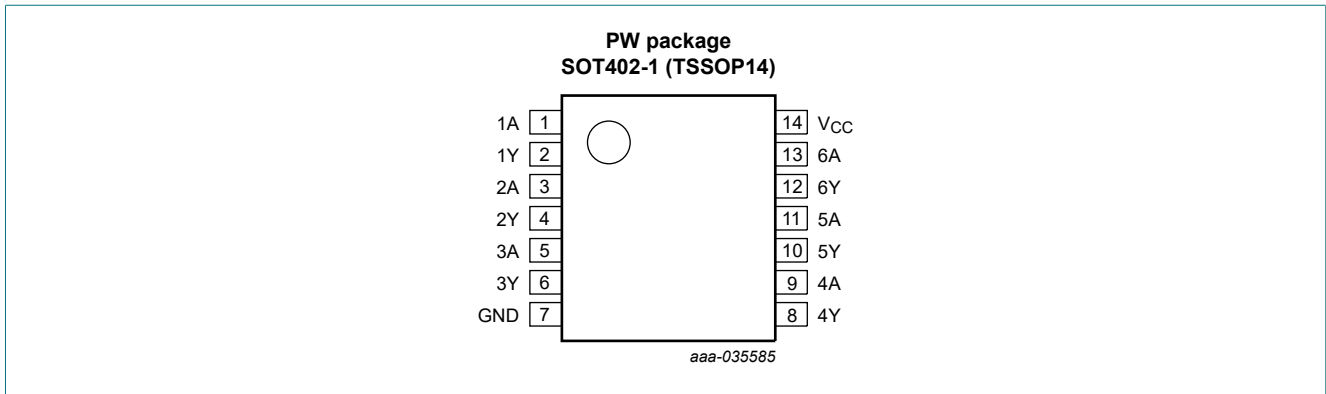 PW package
SOT402-1 (TSSOP14)
1A 1 14 VCC
1Y 2 13 6A
2A 3 12 6Y
2Y 4 11 5A
3A 5 10 5Y
3Y 6 9 4A
GND 7 8 4Y
aaa-035585